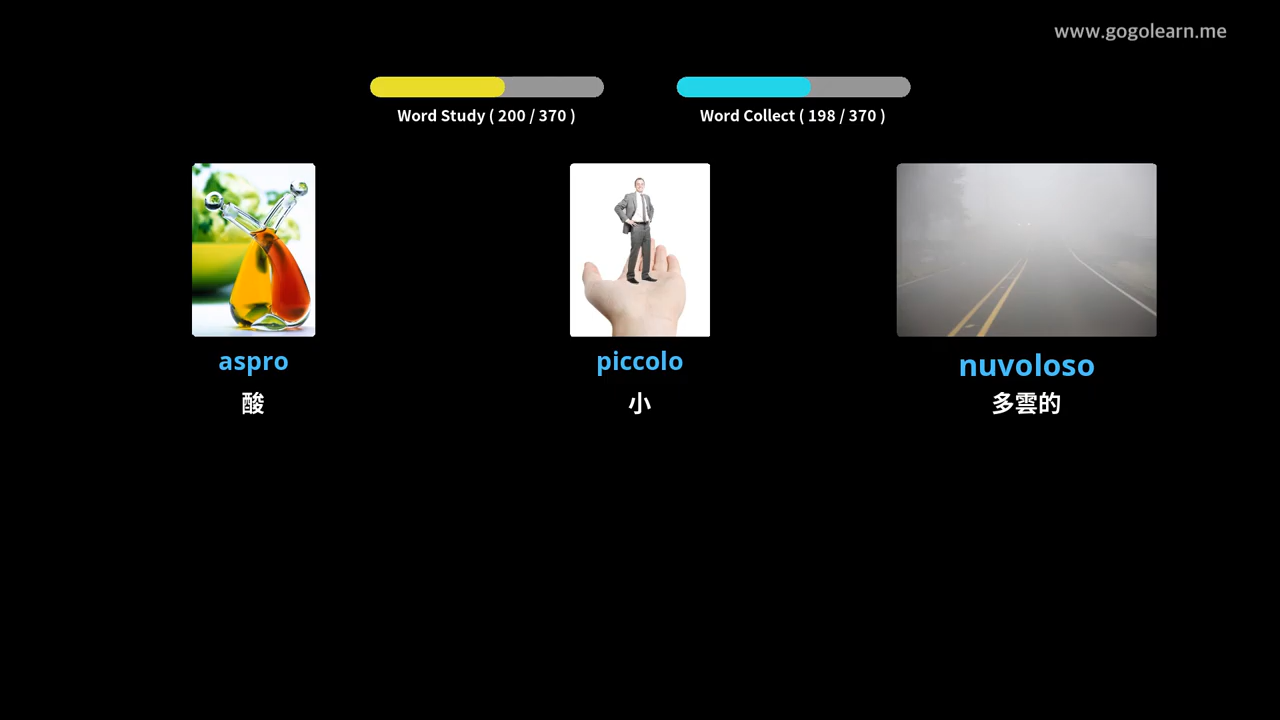 www.gogolearn.me
Word Study ( 200 / 370 )
Word Collect ( 198 / 370 )
aspro
piccolo
nuvoloso
酸
小
多雲的